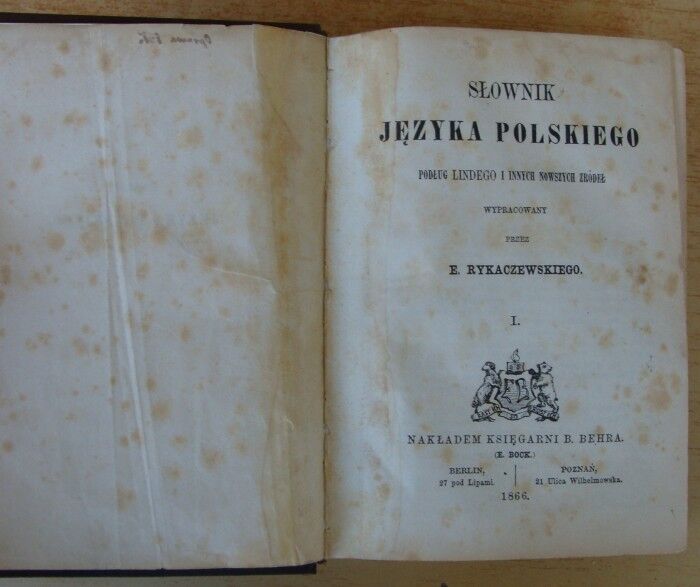 SŁOWNIK
JĘZYKA POLSKIEGO
PODŁUG LINDEGO I INNYCH NOWSZYCH ZRÓDEŁ
WYPRACOWANY
PRZEZ
E. RYKACZEWSKIEGO.
I.
NAKŁADEM KSIĘGARNI B. BEHRA.
(E. BOCK.)
BERLIN,
27 pod Lipami.
POZNAŃ,
21 Ulica Wilhelmowska.
1866.